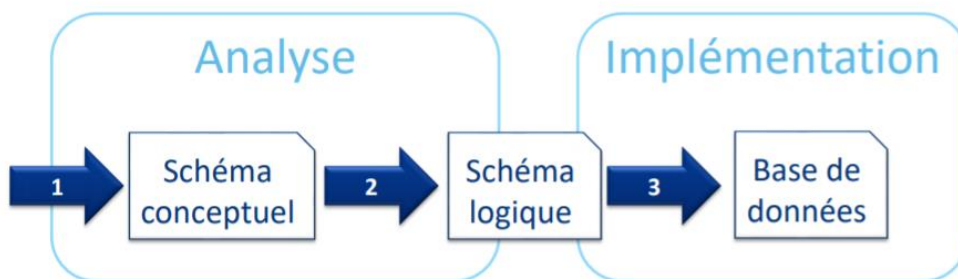 Analyse
Implémentation
1
Schéma
conceptuel
2
Schéma
logique
3
Base de
données